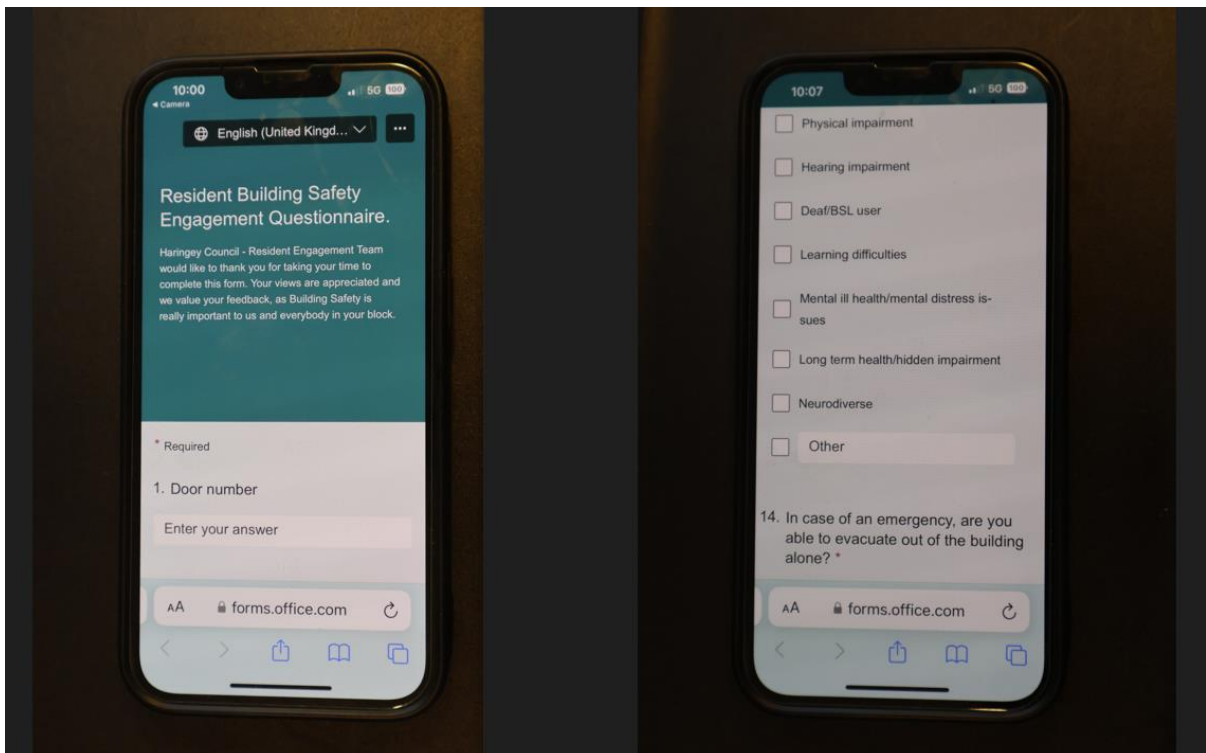 10:00
5G 100
Camera
English (United Kingd...
Resident Building Safety
Engagement Questionnaire.
Haringey Council - Resident Engagement Team
would like to thank you for taking your time to
complete this form. Your views are appreciated and
we value your feedback, as Building Safety is
really important to us and everybody in your block.
* Required
1. Door number
Enter your answer
AA forms.office.com
10:07
5G 100
Physical impairment
Hearing impairment
Deaf/BSL user
Learning difficulties
Mental ill health/mental distress is-
sues
Long term health/hidden impairment
Neurodiverse
Other
14. In case of an emergency, are you
able to evacuate out of the building
alone? *
AA forms.office.com